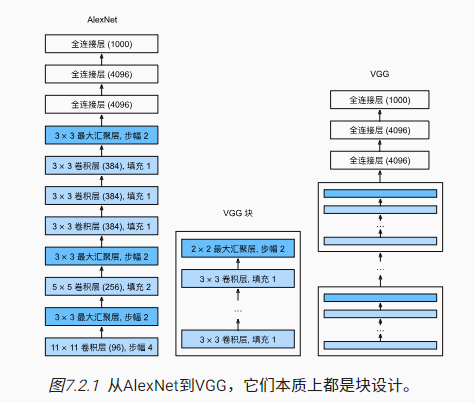 AlexNet
全连接层 (1000)
全连接层 (4096)
全连接层 (4096)
3 × 3 最大汇聚层, 步幅 2
3 × 3 卷积层 (384), 填充 1
3 × 3 卷积层 (384), 填充 1
3 × 3 卷积层 (384), 填充 1
3 × 3 最大汇聚层, 步幅 2
5 × 5 卷积层 (256), 填充 2
3 × 3 最大汇聚层, 步幅 2
11 × 11 卷积层 (96), 步幅 4
VGG 块
2 × 2 最大汇聚层, 步幅 2
3 × 3 卷积层, 填充 1
...
3 × 3 卷积层, 填充 1
VGG
全连接层 (1000)
全连接层 (4096)
全连接层 (4096)
...
...
...
图7.2.1 从AlexNet到VGG，它们本质上都是块设计。